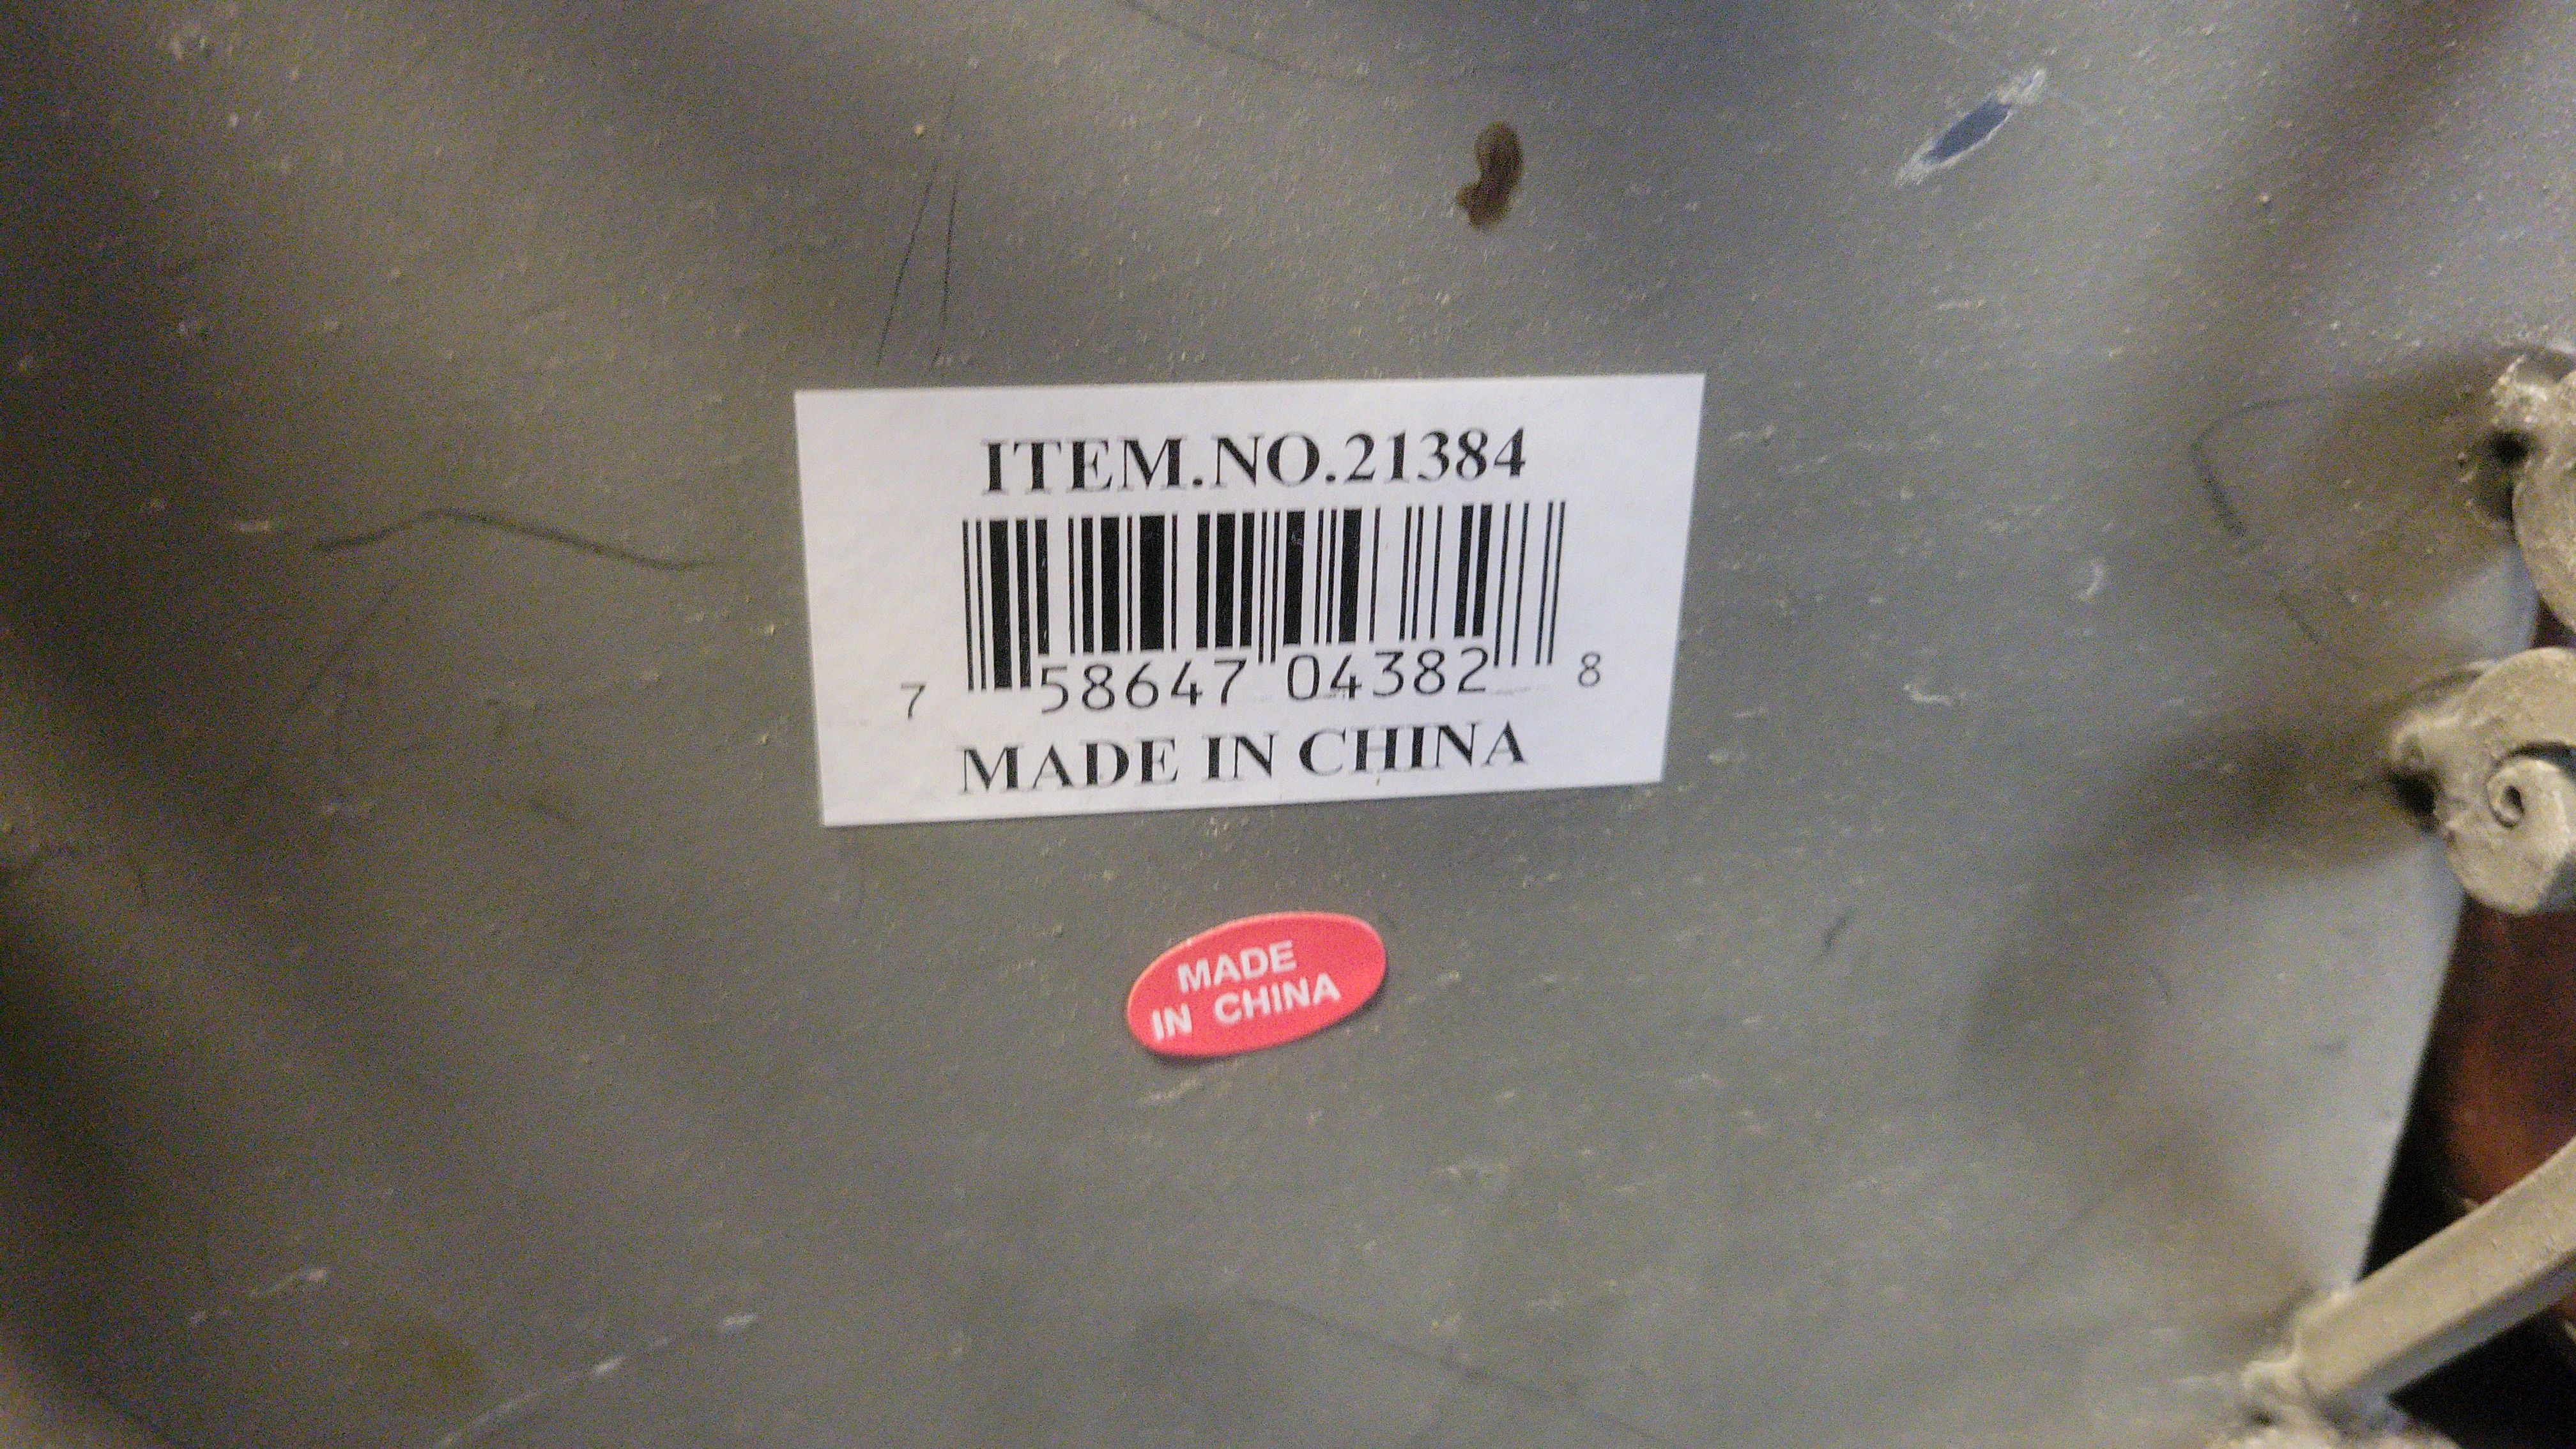 ITEM.NO.21384
7 58647 04382 8
MADE IN CHINA
MADE
IN CHINA